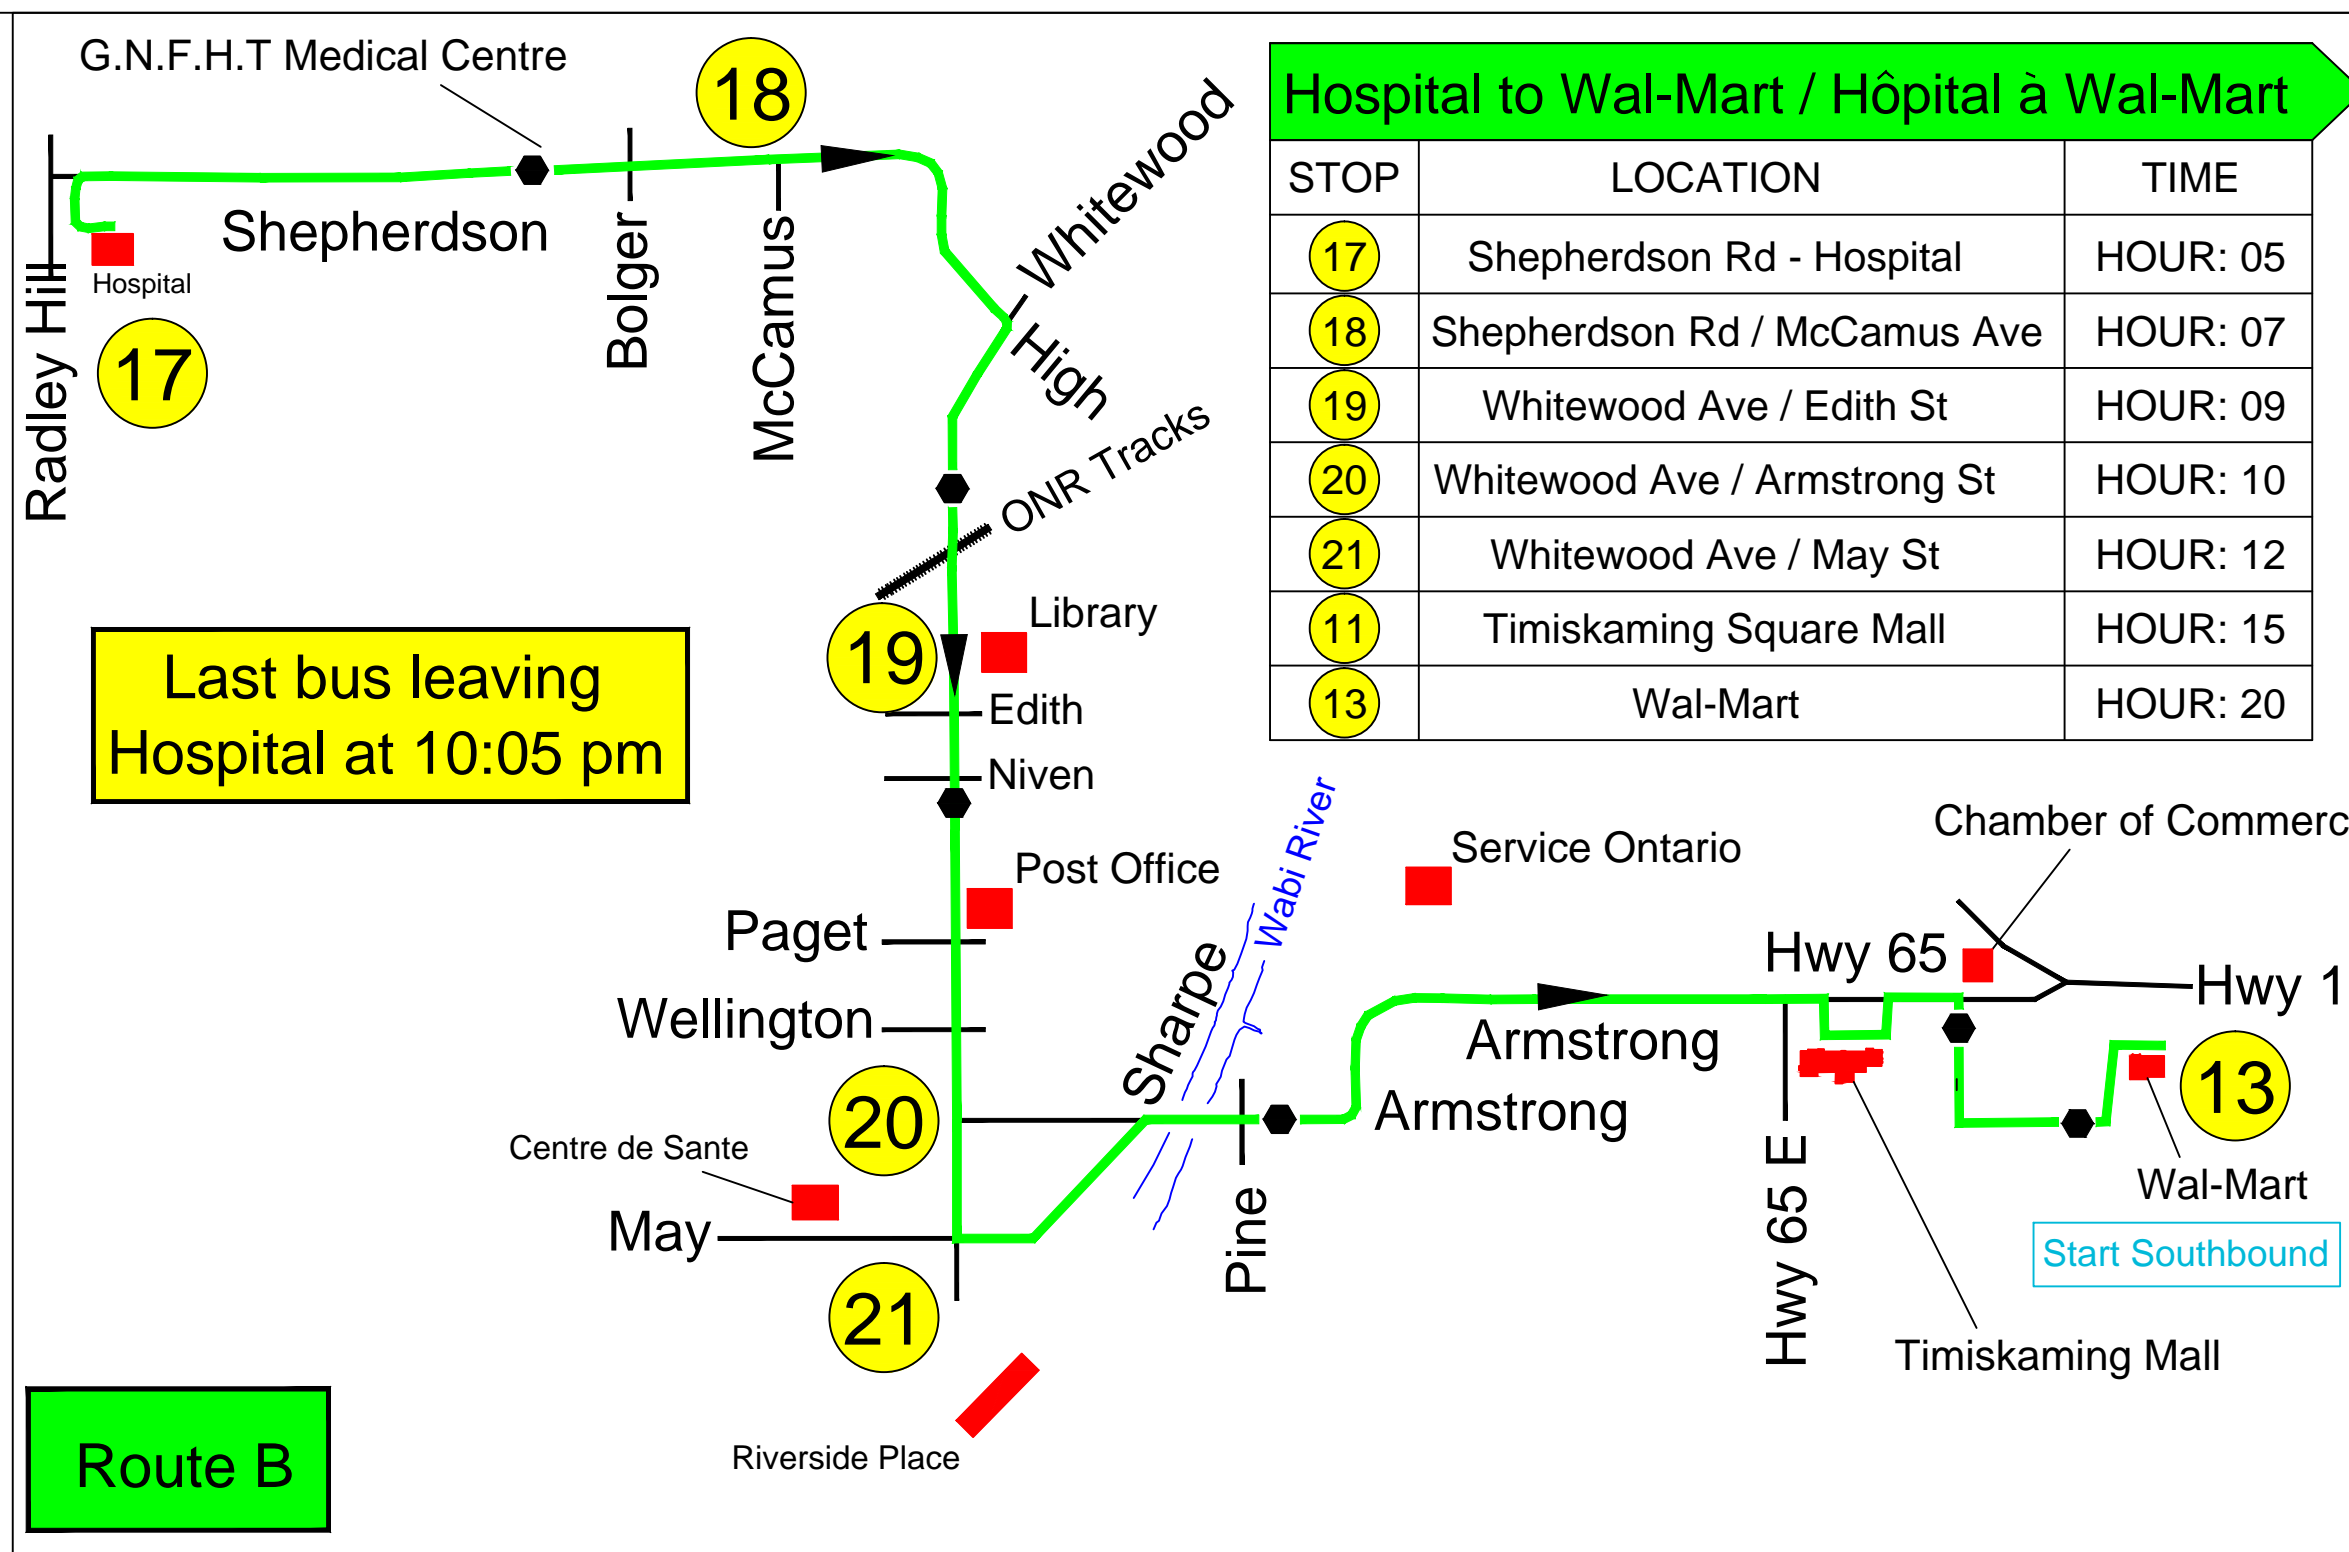 G.N.F.H.T Medical Centre
18
Whitewood
Hospital to Wal-Mart / Hôpital à Wal-Mart
STOP LOCATION TIME
17 Shepherdson Rd - Hospital HOUR: 05
18 Shepherdson Rd / McCamus Ave HOUR: 07
19 Whitewood Ave / Edith St HOUR: 09
20 Whitewood Ave / Armstrong St HOUR: 10
21 Whitewood Ave / May St HOUR: 12
11 Timiskaming Square Mall HOUR: 15
13 Wal-Mart HOUR: 20
Shepherdson
Hospital
Radley Hill
17
Bolger
McCamus
High
ONR Tracks
Library
19
Last bus leaving
Hospital at 10:05 pm
Edith
Niven
Post Office
Wabi River
Service Ontario
Chamber of Commerc
Paget
Sharpe
Hwy 65
Hwy 1
Wellington
Armstrong
20
Armstrong
13
Centre de Sante
May
Pine
Hwy 65 E
Wal-Mart
Start Southbound
21
Timiskaming Mall
Riverside Place
Route B